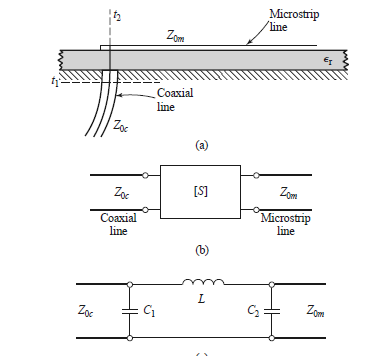 t₂
Microstrip
line
Z₀ₘ
ϵᵣ
t₁
Coaxial
line
Z₀c
(a)
Z₀c
[S]
Z₀ₘ
Coaxial
line
Microstrip
line
(b)
L
Z₀c
C₁
C₂
Z₀ₘ